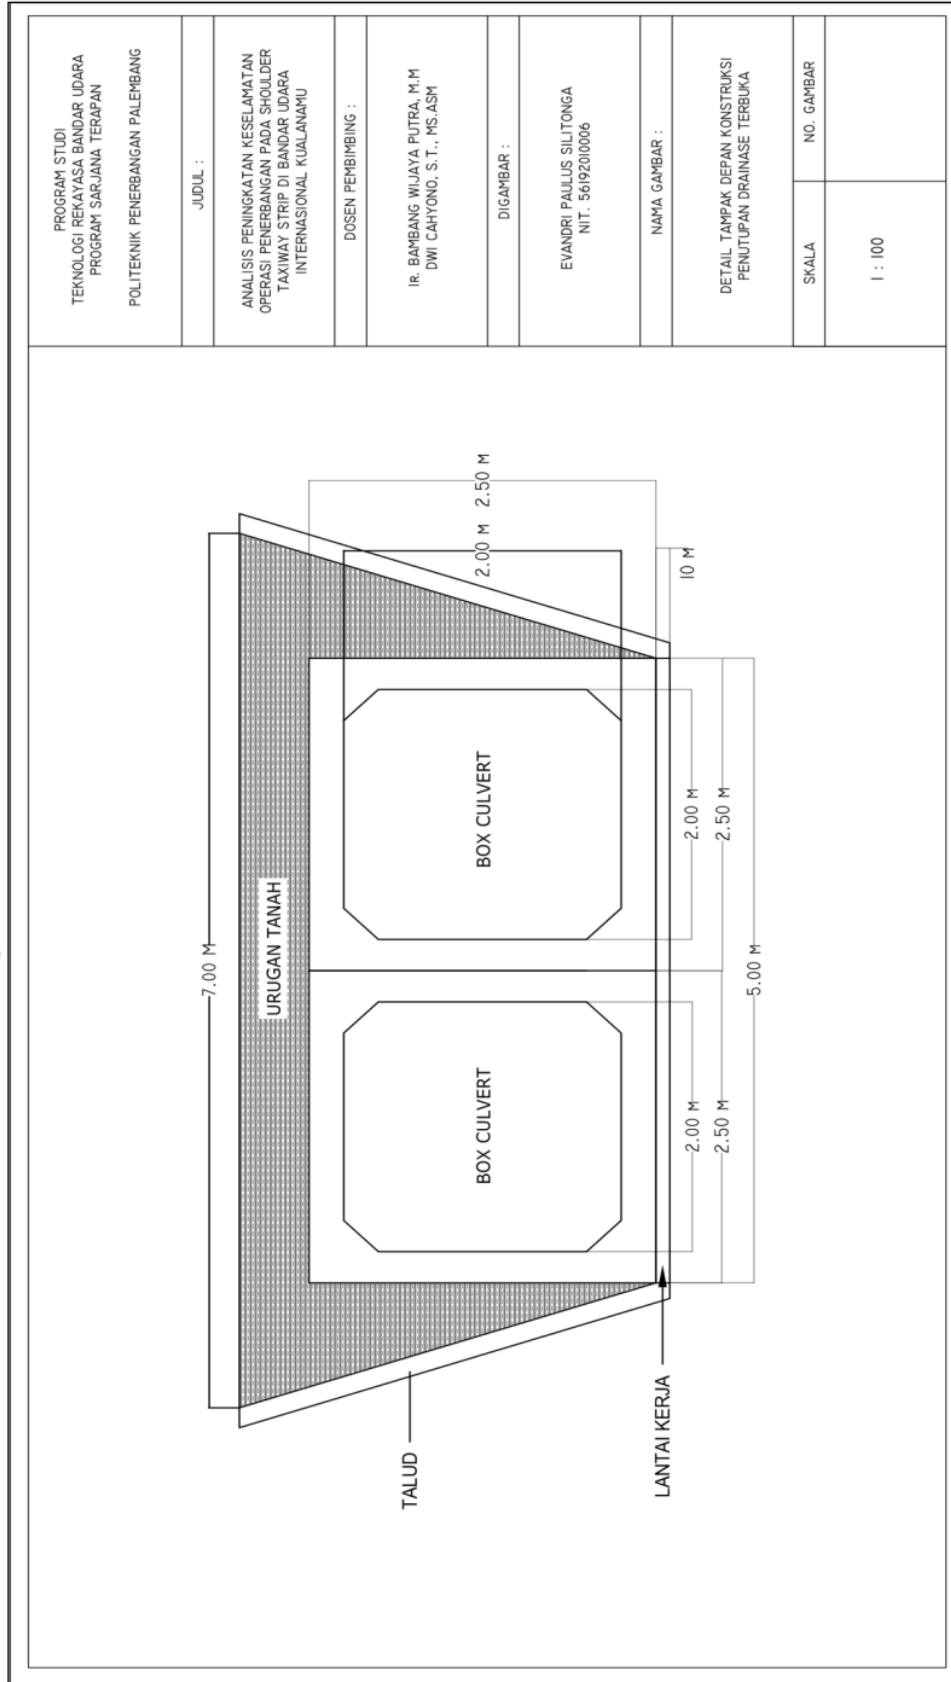 7.00 M
URUGAN TANAH
BOX CULVERT
BOX CULVERT
2.00 M
2.50 M
10 M
2.00 M
2.00 M
2.50 M
2.50 M
5.00 M
TALUD
LANTAI KERJA
PROGRAM STUDI
TEKNOLOGI REKAYASA BANDAR UDARA
PROGRAM SARJANA TERAPAN
POLITEKNIK PENERBANGAN PALEMBANG
JUDUL :
ANALISIS PENINGKATAN KESELAMATAN
OPERASI PENERBANGAN PADA SHOULDER
TAXIWAY STRIP DI BANDAR UDARA
INTERNASIONAL KUALANAMU
DOSEN PEMBIMBING :
IR. BAMBANG WIJAYA PUTRA, M.M
DWI CAHYONO, S.T., MS.ASM
DIGAMBAR :
EVANDRI PAULUS SILITONGA
NIT. 56192010006
NAMA GAMBAR :
DETAIL TAMPAK DEPAN KONSTRUKSI
PENUTUPAN DRAINASE TERBUKA
SKALA
NO. GAMBAR
1 : 100